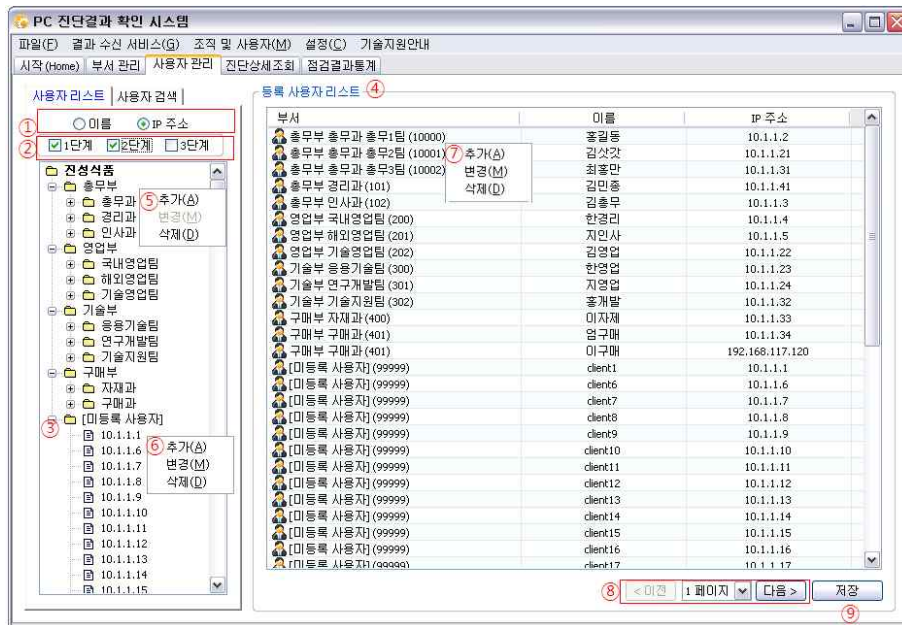 PC 진단결과 확인 시스템
파일(F) 결과 수신 서비스(G) 조직 및 사용자(M) 설정(C) 기술지원안내
시작(Home) 부서 관리 사용자 관리 진단상세조회 점검결과통계
사용자 리스트 사용자 검색
① 이름 IP 주소
② 1단계 2단계 3단계
진성식품
총무부
총무과
경리과
인사과
⑤ 추가(A)
변경(M)
삭제(D)
영업부
국내영업팀
해외영업팀
기술영업팀
기술부
응용기술팀
연구개발팀
기술지원팀
구매부
자재과
구매과
③ [미등록 사용자]
10.1.1.1
10.1.1.6
10.1.1.7
10.1.1.8
10.1.1.9
10.1.1.10
10.1.1.11
10.1.1.12
10.1.1.13
10.1.1.14
10.1.1.15
⑥ 추가(A)
변경(M)
삭제(D)
등록 사용자 리스트 ④
부서 이름 IP 주소
총무부 총무과 총무1팀 (10000) 홍길동 10.1.1.2
총무부 총무과 총무2팀 (10001) 김삿갓 10.1.1.21
총무부 총무과 총무3팀 (10002) 최홍만 10.1.1.31
총무부 경리과 (101) 김민종 10.1.1.41
총무부 인사과 (102) 김총무 10.1.1.3
영업부 국내영업팀 (200) 한경리 10.1.1.4
영업부 해외영업팀 (201) 지인사 10.1.1.5
영업부 기술영업팀 (202) 김영업 10.1.1.22
기술부 응용기술팀 (300) 한영업 10.1.1.23
기술부 연구개발팀 (301) 지영업 10.1.1.24
기술부 기술지원팀 (302) 홍개발 10.1.1.32
구매부 자재과 (400) 이자제 10.1.1.33
구매부 구매과 (401) 엄구매 10.1.1.34
구매부 구매과 (401) 이구매 192.168.117.120
[미등록 사용자] (99999) client1 10.1.1.1
[미등록 사용자] (99999) client6 10.1.1.6
[미등록 사용자] (99999) client7 10.1.1.7
[미등록 사용자] (99999) client8 10.1.1.8
[미등록 사용자] (99999) client9 10.1.1.9
[미등록 사용자] (99999) client10 10.1.1.10
[미등록 사용자] (99999) client11 10.1.1.11
[미등록 사용자] (99999) client12 10.1.1.12
[미등록 사용자] (99999) client13 10.1.1.13
[미등록 사용자] (99999) client14 10.1.1.14
[미등록 사용자] (99999) client15 10.1.1.15
[미등록 사용자] (99999) client16 10.1.1.16
[미등록 사용자] (99999) client17 10.1.1.17
⑦ 추가(A)
변경(M)
삭제(D)
⑧ < 이전 1 페이지 다음 > 저장
⑨